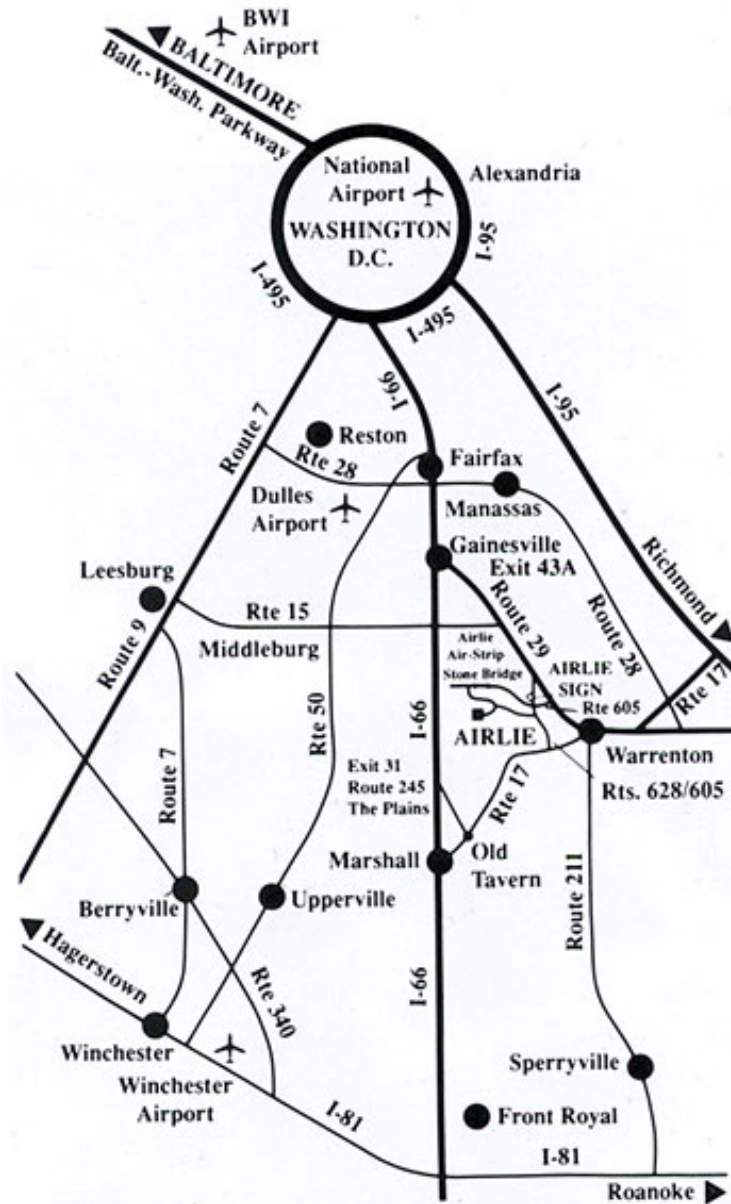 BWI
Airport
BALTIMORE
Balt.-Wash. Parkway
National
Airport
Alexandria
WASHINGTON
D.C.
I-95
I-495
I-495
I-66
I-95
Route 7
Reston
Rte 28
Fairfax
Dulles
Airport
Manassas
Gainesville
Exit 43A
Leesburg
Richmond
Rte 15
Route 29
Route 28
Route 9
Middleburg
Airlie
Air-Strip
Stone Bridge
AIRLIE
SIGN
Rte 605
Rte 17
Rte 50
I-66
AIRLIE
Warrenton
Route 7
Exit 31
Route 245
The Plains
Rte 17
Rts. 628/605
Marshall
Old
Tavern
Berryville
Upperville
Route 211
Hagerstown
Rte 340
I-66
Winchester
Winchester
Airport
Sperryville
I-81
Front Royal
I-81
Roanoke